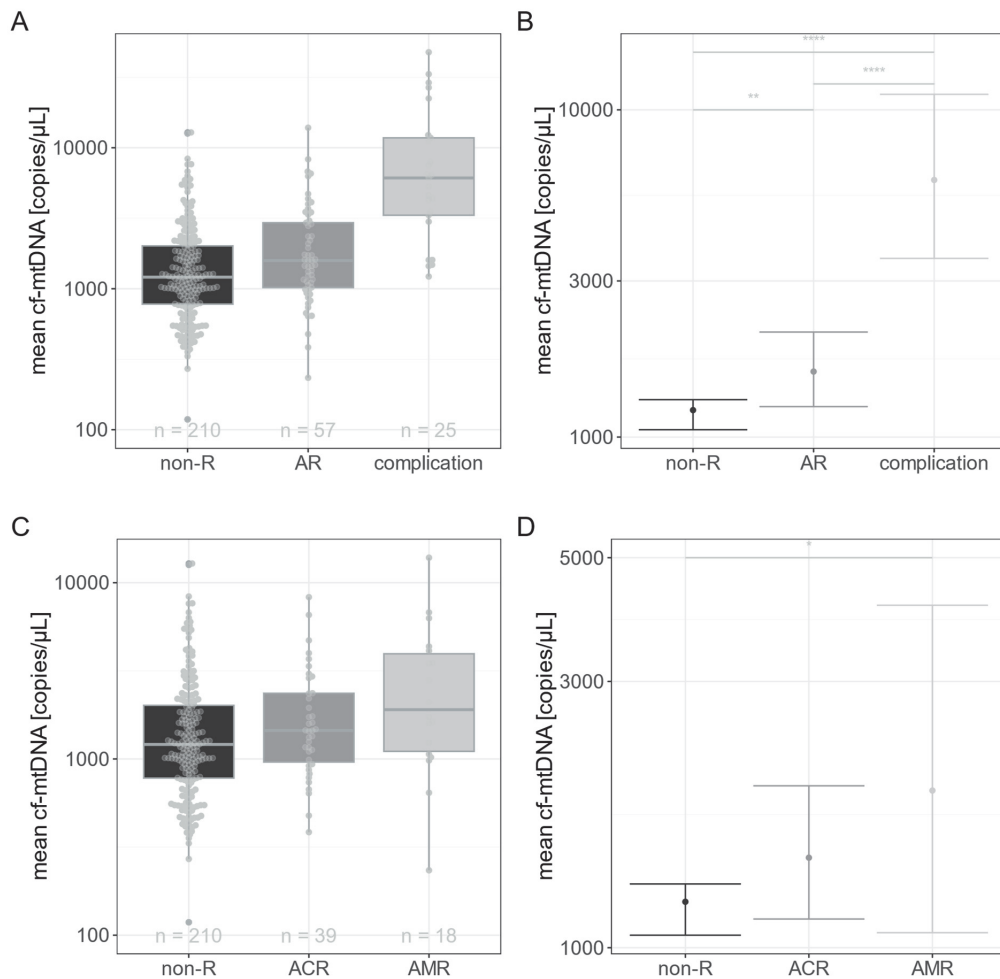 A
mean cf-mtDNA [copies/µL]
10000
1000
100
n = 210
n = 57
n = 25
non-R
AR
complication
B
mean cf-mtDNA [copies/µL]
****
****
**
10000
3000
1000
non-R
AR
complication
C
mean cf-mtDNA [copies/µL]
10000
1000
100
n = 210
n = 39
n = 18
non-R
ACR
AMR
D
mean cf-mtDNA [copies/µL]
*
5000
3000
1000
non-R
ACR
AMR